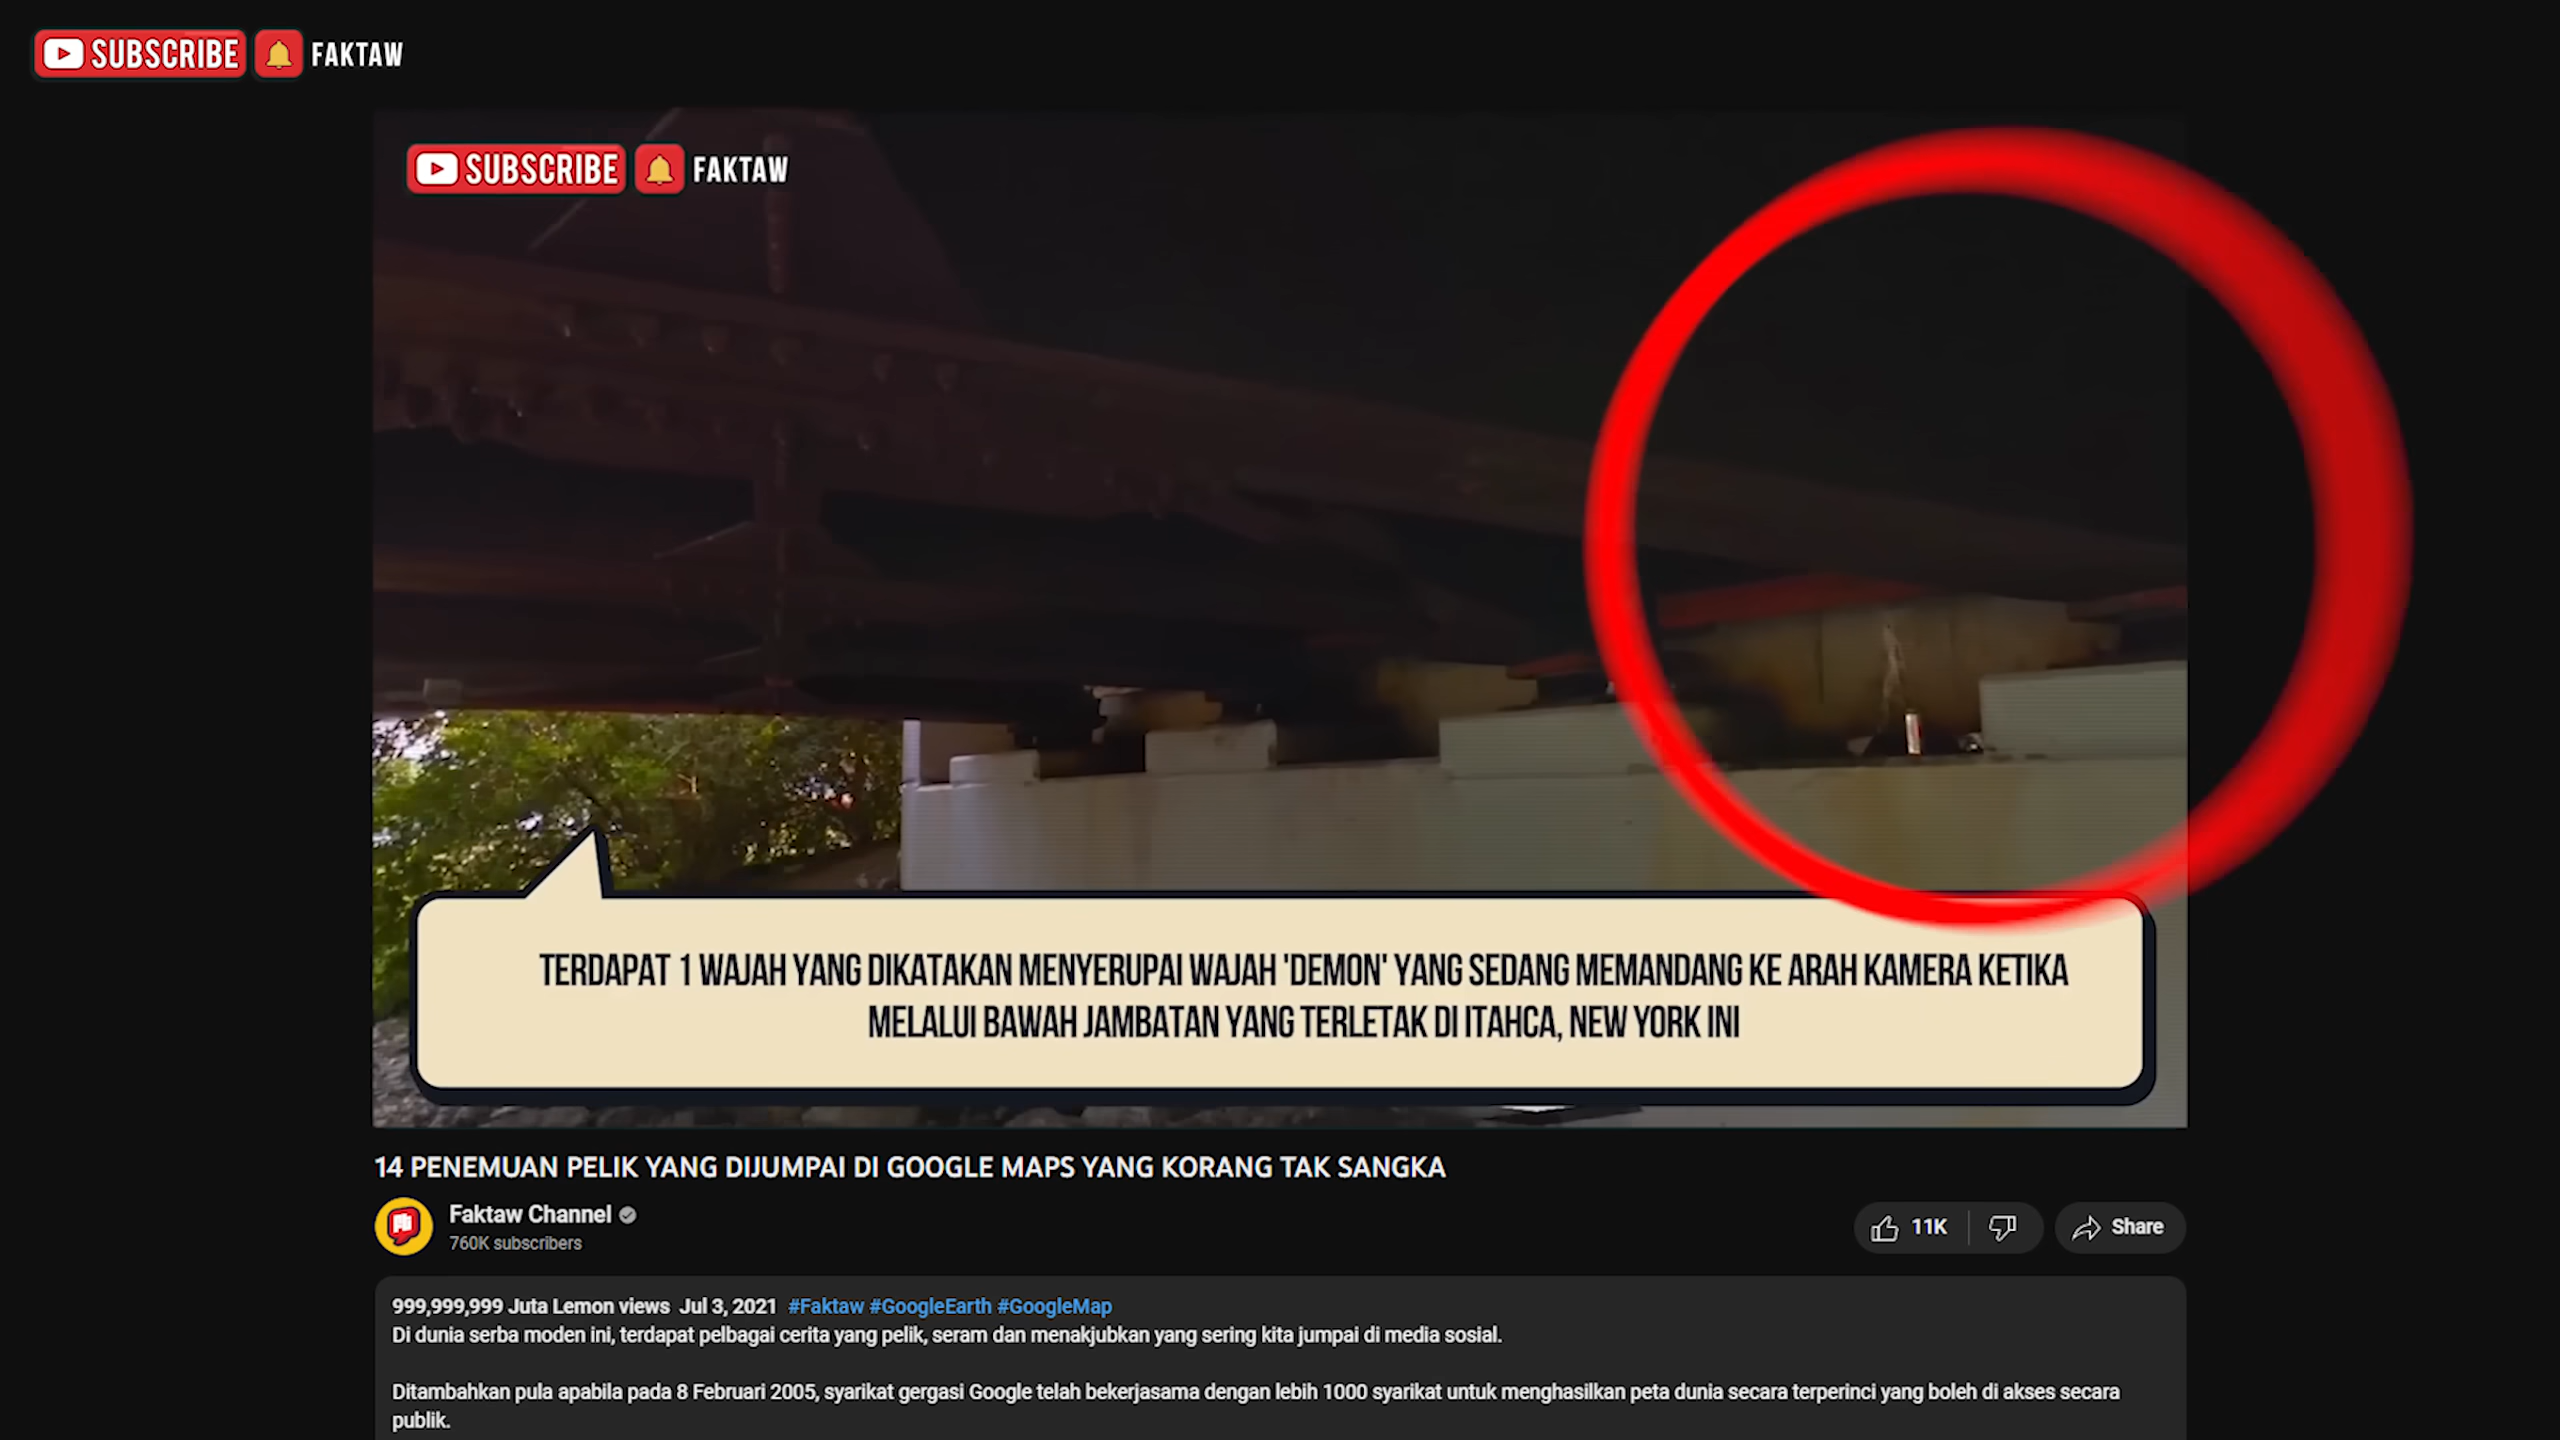 SUBSCRIBE FAKTAW
SUBSCRIBE FAKTAW
TERDAPAT 1 WAJAH YANG DIKATAKAN MENYERUPAI WAJAH 'DEMON' YANG SEDANG MEMANDANG KE ARAH KAMERA KETIKA
MELALUI BAWAH JAMBATAN YANG TERLETAK DI ITAHCA, NEW YORK INI
14 PENEMUAN PELIK YANG DIJUMPAI DI GOOGLE MAPS YANG KORANG TAK SANGKA
Faktaw Channel
760K subscribers
11K
Share
999,999,999 Juta Lemon views Jul 3, 2021 #Faktaw #GoogleEarth #GoogleMap
Di dunia serba moden ini, terdapat pelbagai cerita yang pelik, seram dan menakjubkan yang sering kita jumpai di media sosial.
Ditambahkan pula apabila pada 8 Februari 2005, syarikat gergasi Google telah bekerjasama dengan lebih 1000 syarikat untuk menghasilkan peta dunia secara terperinci yang boleh di akses secara
publik.